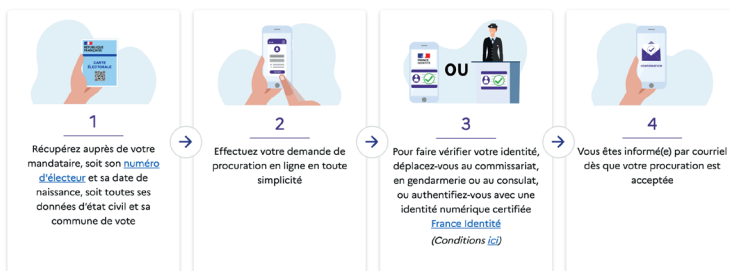 RÉPUBLIQUE
FRANÇAISE
CARTE
ÉLECTORALE
1
Récupérez auprès de votre
mandataire, soit son numéro
d'électeur et sa date de
naissance, soit toutes ses
données d'état civil et sa
commune de vote
2
Effectuez votre demande de
procuration en ligne en toute
simplicité
FRANCE
IDENTITÉ
OU
3
Pour faire vérifier votre identité,
déplacez-vous au commissariat,
en gendarmerie ou au consulat,
ou authentifiez-vous avec une
identité numérique certifiée
France Identité
(Conditions ici)
4
Vous êtes informé(e) par courriel
dès que votre procuration est
acceptée